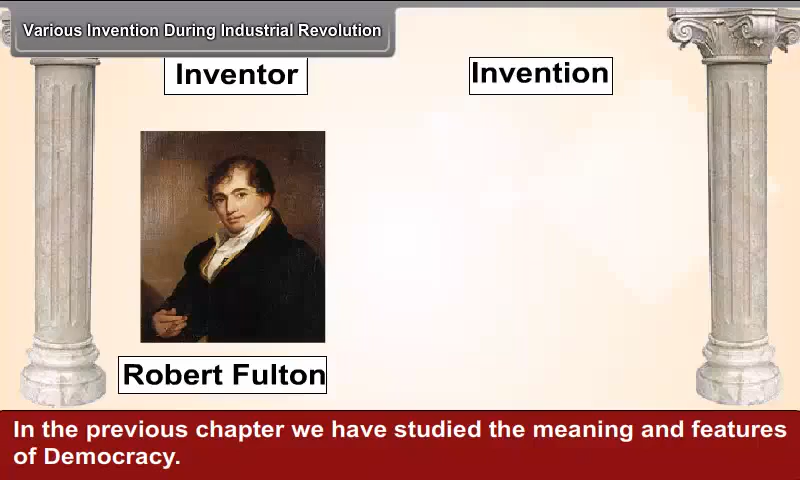 Various Invention During Industrial Revolution
Inventor
Invention
Robert Fulton
In the previous chapter we have studied the meaning and features
of Democracy.